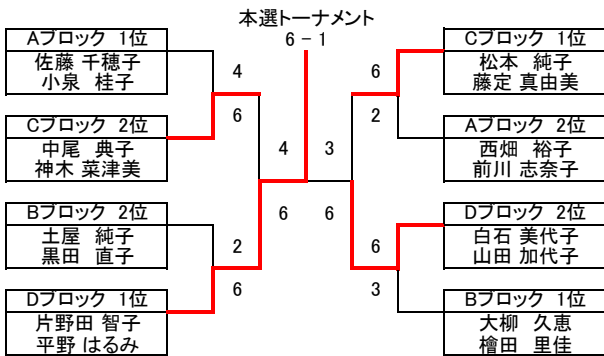 本選トーナメント
6 − 1
Aブロック 1位
佐藤 千穂子
小泉 桂子
4
6
Cブロック 2位
中尾 典子
神木 菜津美
4
6
Bブロック 2位
土屋 純子
黒田 直子
2
6
Dブロック 1位
片野田 智子
平野 はるみ
Cブロック 1位
松本 純子
藤定 真由美
6
2
Aブロック 2位
西畑 裕子
前川 志奈子
3
6
Dブロック 2位
白石 美代子
山田 加代子
6
3
Bブロック 1位
大柳 久恵
檜田 里佳